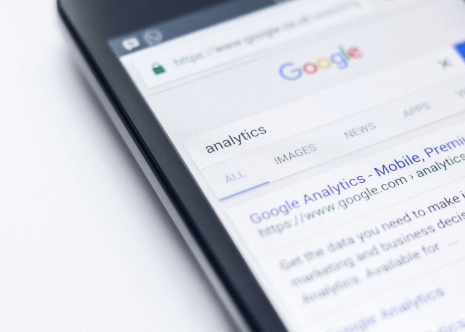 https://www.google.co.uk
Google
analytics
ALL IMAGES NEWS APPS
Google Analytics - Mobile, Premi
https://www.google.com › analytics
Get the data you need to make
marketing and business decis
Analytics. Available for ...
Google Analytics